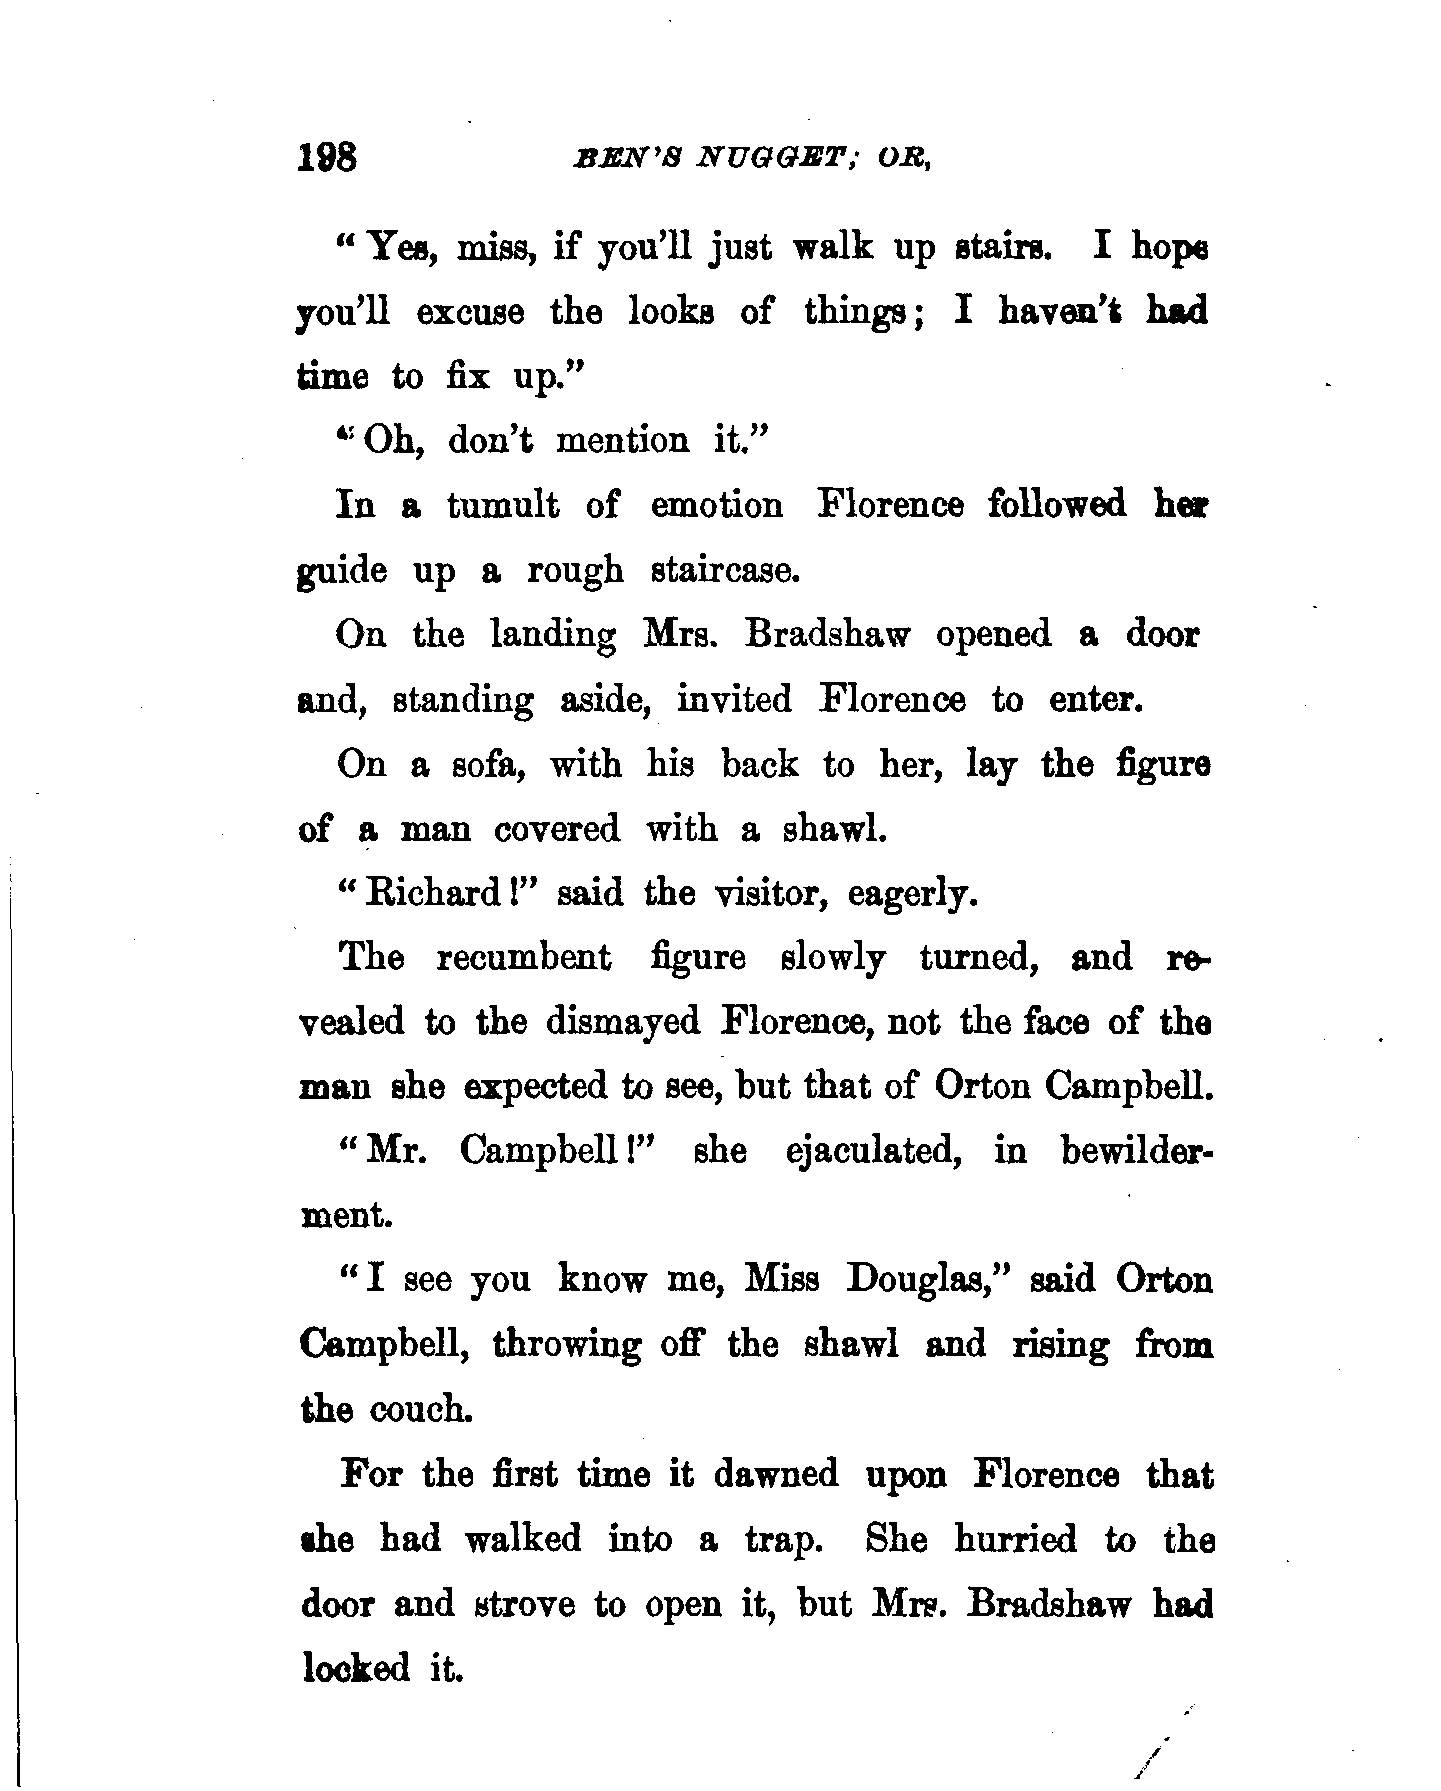 198 BEN'S NUGGET; OR,
“Yes, miss, if you'll just walk up stairs. I hope
you'll excuse the looks of things; I haven't had
time to fix up.”
“Oh, don't mention it.”
In a tumult of emotion Florence followed her
guide up a rough staircase.
On the landing Mrs. Bradshaw opened a door
and, standing aside, invited Florence to enter.
On a sofa, with his back to her, lay the figure
of a man covered with a shawl.
“Richard!” said the visitor, eagerly.
The recumbent figure slowly turned, and re-
vealed to the dismayed Florence, not the face of the
man she expected to see, but that of Orton Campbell.
“Mr. Campbell!” she ejaculated, in bewilder-
ment.
“I see you know me, Miss Douglas,” said Orton
Campbell, throwing off the shawl and rising from
the couch.
For the first time it dawned upon Florence that
she had walked into a trap. She hurried to the
door and strove to open it, but Mrs. Bradshaw had
locked it.